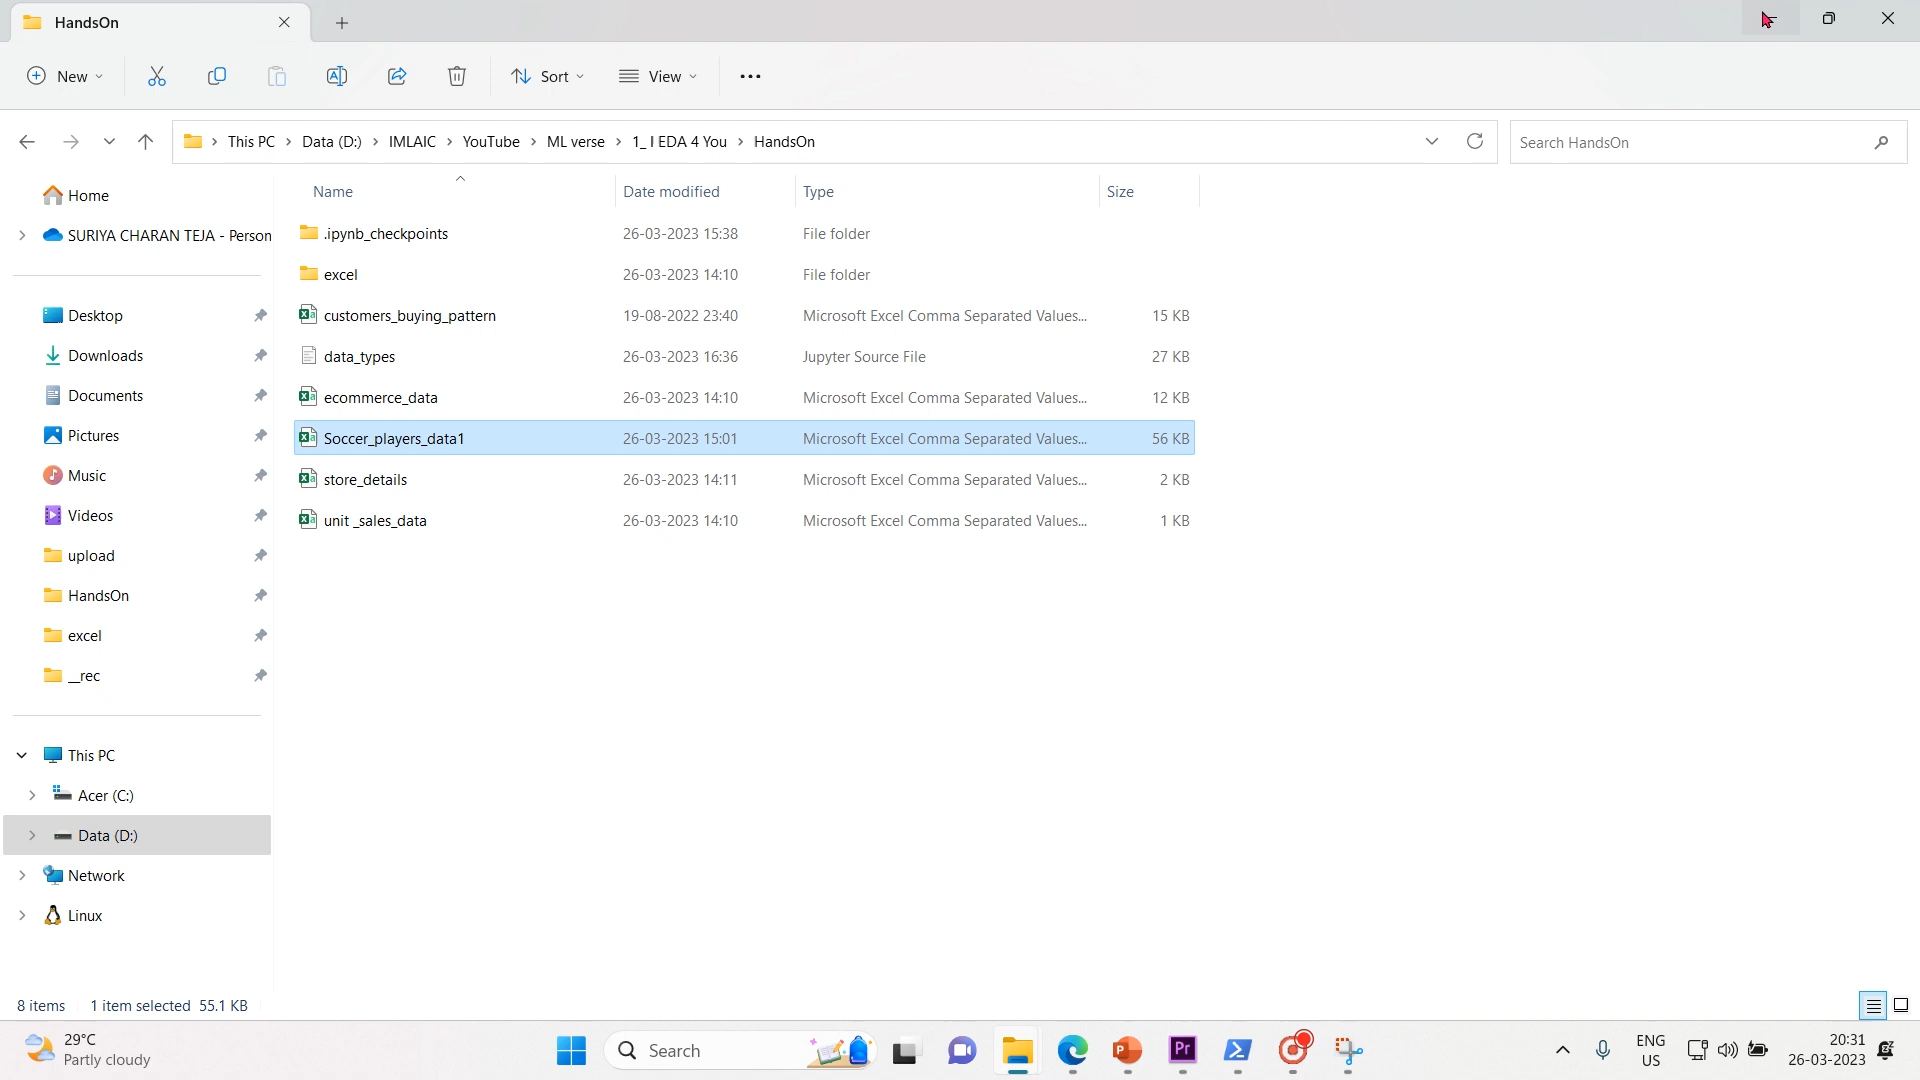 HandsOn
New
Sort
View
This PC
Data (D:)
IMLAIC
YouTube
ML verse
1_ I EDA 4 You
HandsOn
Search HandsOn
Home
SURIYA CHARAN TEJA - Person
Desktop
Downloads
Documents
Pictures
Music
Videos
upload
HandsOn
excel
__rec
This PC
Acer (C:)
Data (D:)
Network
Linux
Name Date modified Type Size
.ipynb_checkpoints 26-03-2023 15:38 File folder
excel 26-03-2023 14:10 File folder
customers_buying_pattern 19-08-2022 23:40 Microsoft Excel Comma Separated Values... 15 KB
data_types 26-03-2023 16:36 Jupyter Source File 27 KB
ecommerce_data 26-03-2023 14:10 Microsoft Excel Comma Separated Values... 12 KB
Soccer_players_data1 26-03-2023 15:01 Microsoft Excel Comma Separated Values... 56 KB
store_details 26-03-2023 14:11 Microsoft Excel Comma Separated Values... 2 KB
unit _sales_data 26-03-2023 14:10 Microsoft Excel Comma Separated Values... 1 KB
8 items 1 item selected 55.1 KB
29°C
Partly cloudy
Search
P
Pr
ENG
US
20:31
26-03-2023